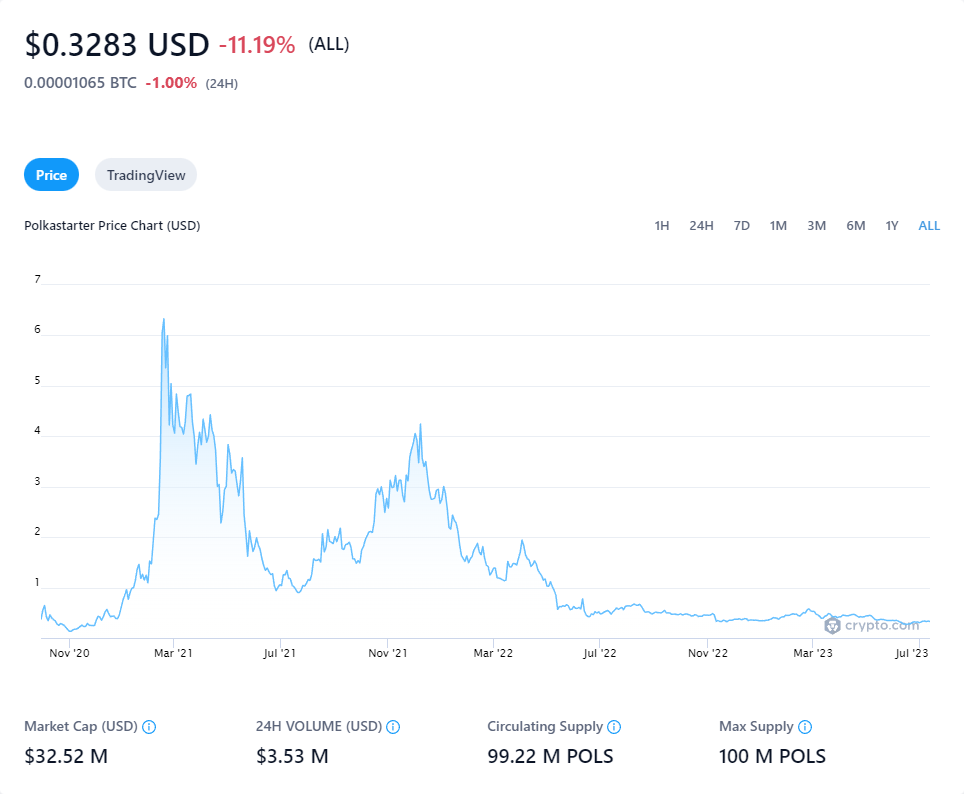 $0.3283 USD -11.19% (ALL)
0.00001065 BTC -1.00% (24H)
Price TradingView
Polkastarter Price Chart (USD) 1H 24H 7D 1M 3M 6M 1Y ALL
7
6
5
4
3
2
1
crypto.com
Nov '20 Mar '21 Jul '21 Nov '21 Mar '22 Jul '22 Nov '22 Mar '23 Jul '23
Market Cap (USD) 24H VOLUME (USD) Circulating Supply Max Supply
$32.52 M $3.53 M 99.22 M POLS 100 M POLS